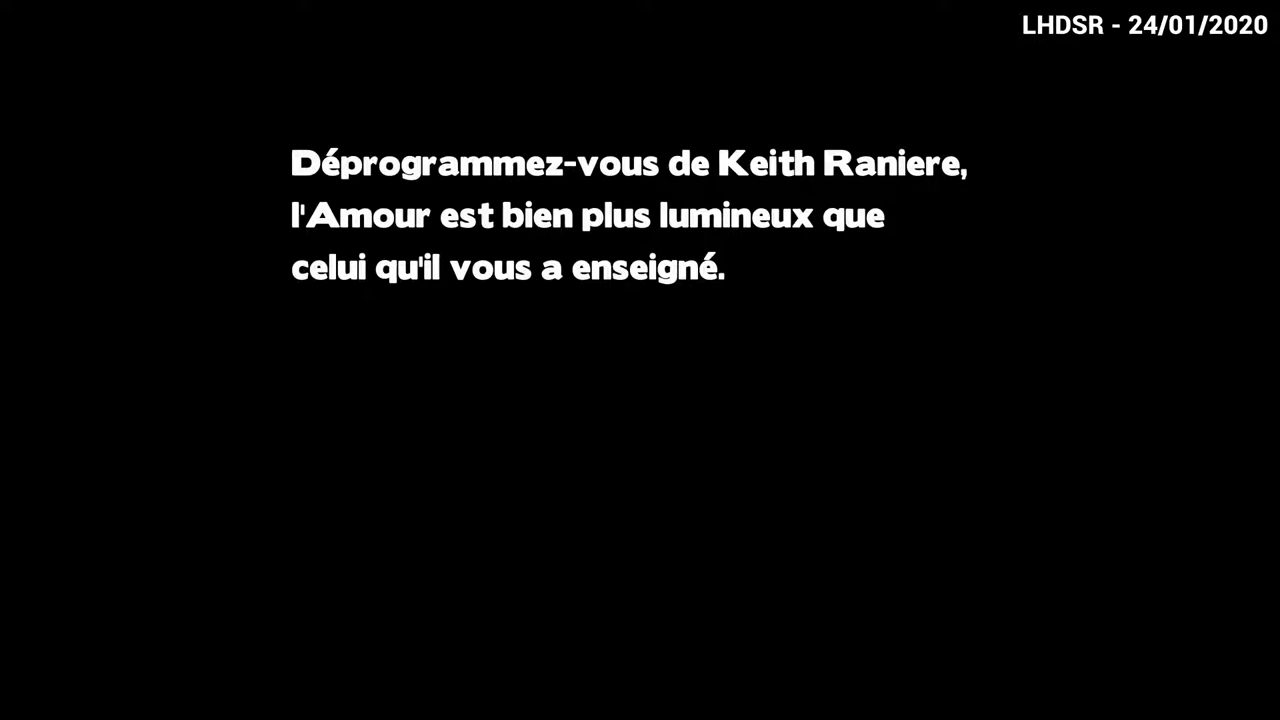 LHDSR - 24/01/2020
Déprogrammez-vous de Keith Raniere,
l'Amour est bien plus lumineux que
celui qu'il vous a enseigné.